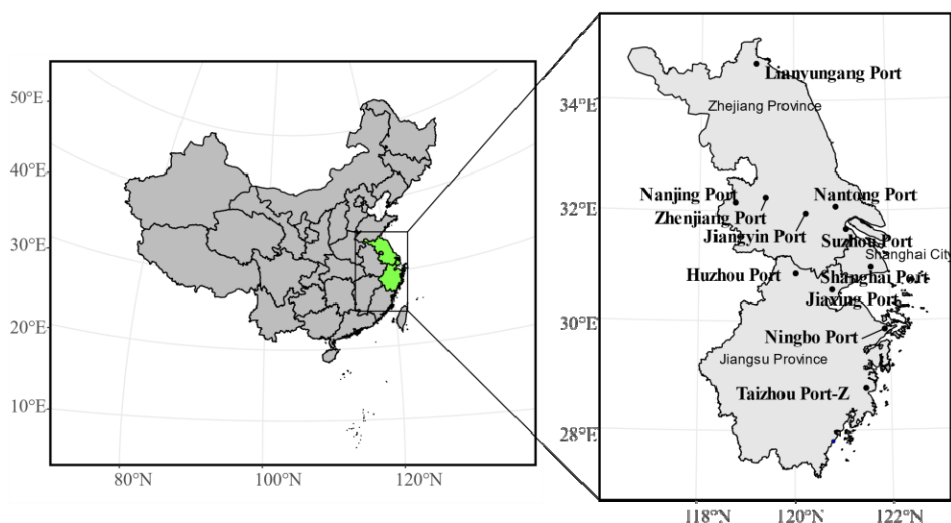 50°E
40°E
30°E
20°E
10°E
80°N
100°N
120°N
34°E
32°E
30°E
28°E
118°E
120°E
122°E
Lianyungang Port
Zhejiang Province
Nanjing Port
Nantong Port
Zhenjiang Port
Jiangyin Port
Suzhou Port
Shanghai City
Huzhou Port
Shanghai Port
Jiaxing Port
Ningbo Port
Jiangsu Province
Taizhou Port-Z